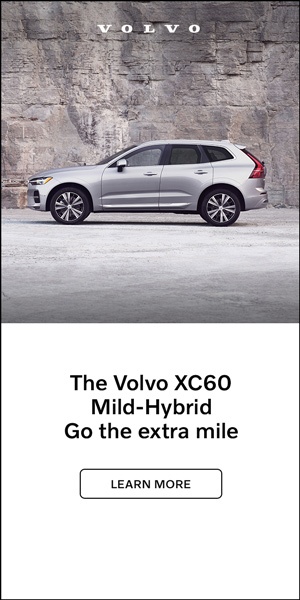 VOLVO
The Volvo XC60
Mild-Hybrid
Go the extra mile
LEARN MORE